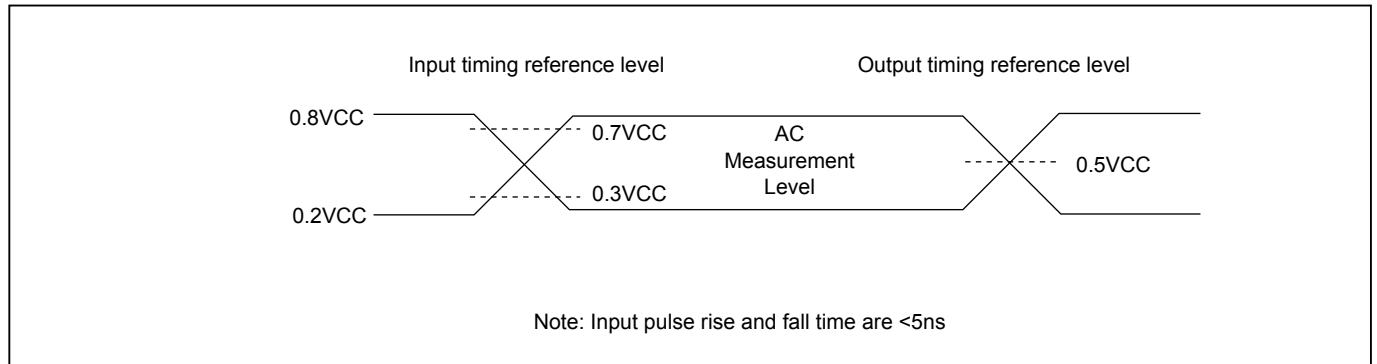 Input timing reference level
Output timing reference level
0.8VCC
0.7VCC
AC
Measurement
Level
0.5VCC
0.3VCC
0.2VCC
Note: Input pulse rise and fall time are <5ns